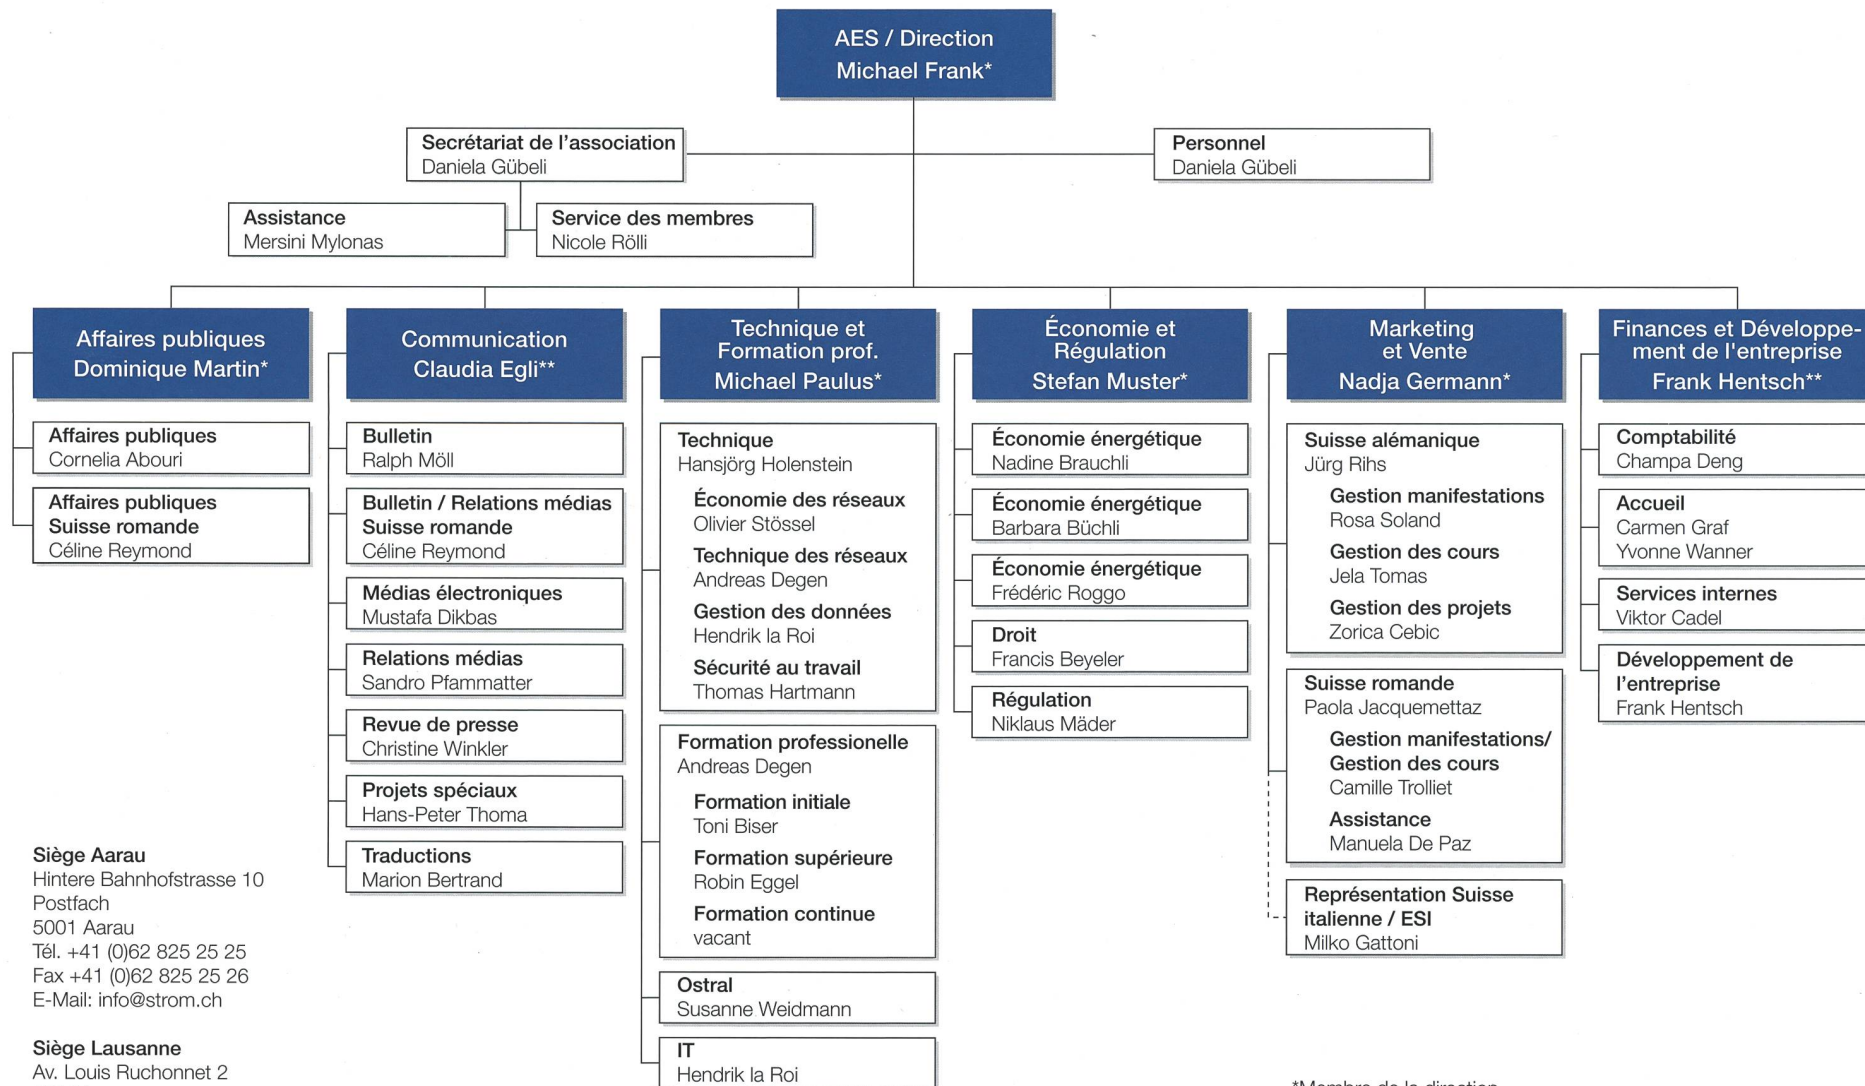 AES / Direction
Michael Frank*
Secrétariat de l'association
Daniela Gübeli
Personnel
Daniela Gübeli
Assistance
Mersini Mylonas
Service des membres
Nicole Rölli
Affaires publiques
Dominique Martin*
Affaires publiques
Cornelia Abouri
Affaires publiques
Suisse romande
Céline Reymond
Communication
Claudia Egli**
Bulletin
Ralph Möll
Bulletin / Relations médias
Suisse romande
Céline Reymond
Médias électroniques
Mustafa Dikbas
Relations médias
Sandro Pfammatter
Revue de presse
Christine Winkler
Projets spéciaux
Hans-Peter Thoma
Traductions
Marion Bertrand
Technique et
Formation prof.
Michael Paulus*
Technique
Hansjörg Holenstein
Économie des réseaux
Olivier Stössel
Technique des réseaux
Andreas Degen
Gestion des données
Hendrik la Roi
Sécurité au travail
Thomas Hartmann
Formation professionelle
Andreas Degen
Formation initiale
Toni Biser
Formation supérieure
Robin Eggel
Formation continue
vacant
Ostral
Susanne Weidmann
IT
Hendrik la Roi
Économie et
Régulation
Stefan Muster*
Économie énergétique
Nadine Brauchli
Économie énergétique
Barbara Büchli
Économie énergétique
Frédéric Roggo
Droit
Francis Beyeler
Régulation
Niklaus Mäder
Marketing
et Vente
Nadja Germann*
Suisse alémanique
Jürg Rihs
Gestion manifestations
Rosa Soland
Gestion des cours
Jela Tomas
Gestion des projets
Zorica Cebic
Suisse romande
Paola Jacquemettaz
Gestion manifestations/
Gestion des cours
Camille Trolliet
Assistance
Manuela De Paz
Représentation Suisse
italienne / ESI
Milko Gattoni
Finances et Développe-
ment de l'entreprise
Frank Hentsch**
Comptabilité
Champa Deng
Accueil
Carmen Graf
Yvonne Wanner
Services internes
Viktor Cadel
Développement de
l'entreprise
Frank Hentsch
Siège Aarau
Hintere Bahnhofstrasse 10
Postfach
5001 Aarau
Tél. +41 (0)62 825 25 25
Fax +41 (0)62 825 25 26
E-Mail: info@strom.ch
Siège Lausanne
Av. Louis Ruchonnet 2
*Membre de la direction